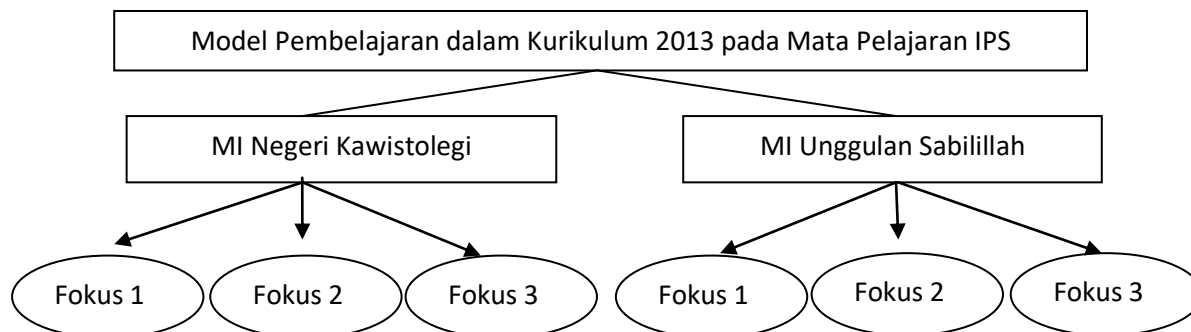 Model Pembelajaran dalam Kurikulum 2013 pada Mata Pelajaran IPS
MI Negeri Kawistolegi
MI Unggulan Sabilillah
Fokus 1
Fokus 2
Fokus 3
Fokus 1
Fokus 2
Fokus 3